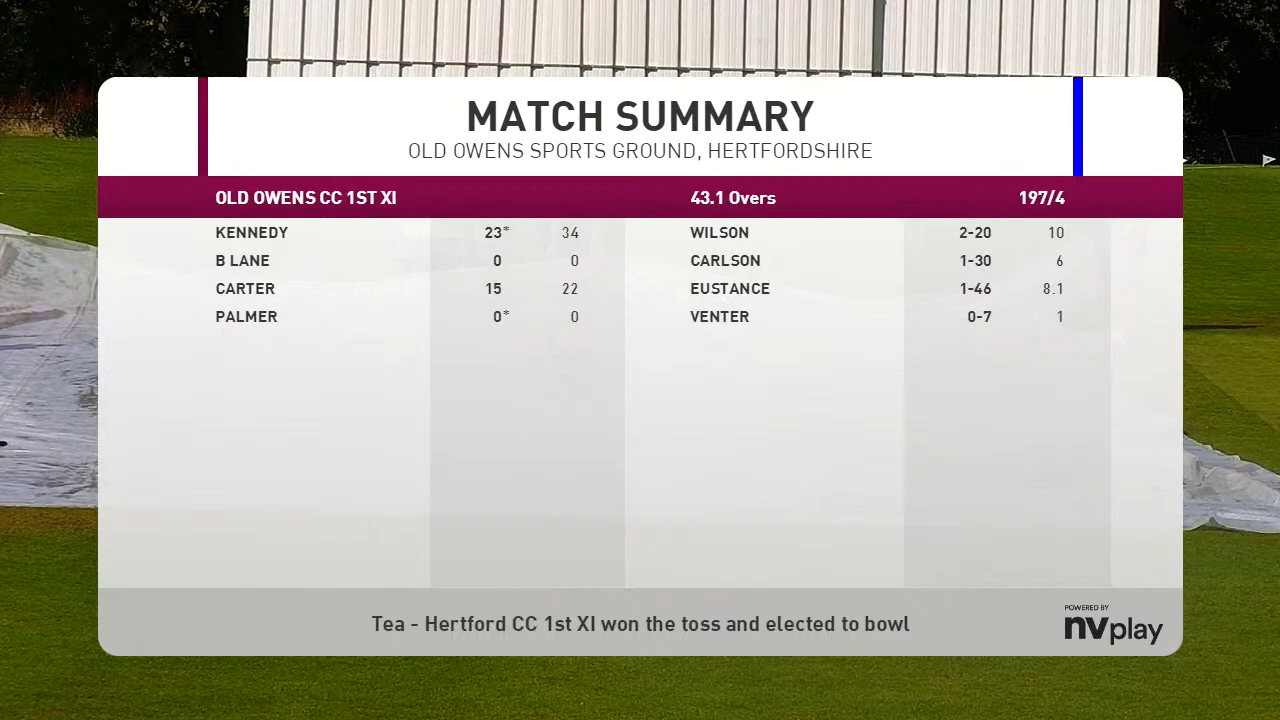 MATCH SUMMARY
OLD OWENS SPORTS GROUND, HERTFORDSHIRE
OLD OWENS CC 1ST XI 43.1 Overs 197/4
KENNEDY 23* 34 WILSON 2-20 10
B LANE 0 0 CARLSON 1-30 6
CARTER 15 22 EUSTANCE 1-46 8.1
PALMER 0* 0 VENTER 0-7 1
Tea - Hertford CC 1st XI won the toss and elected to bowl
POWERED BY
nvplay